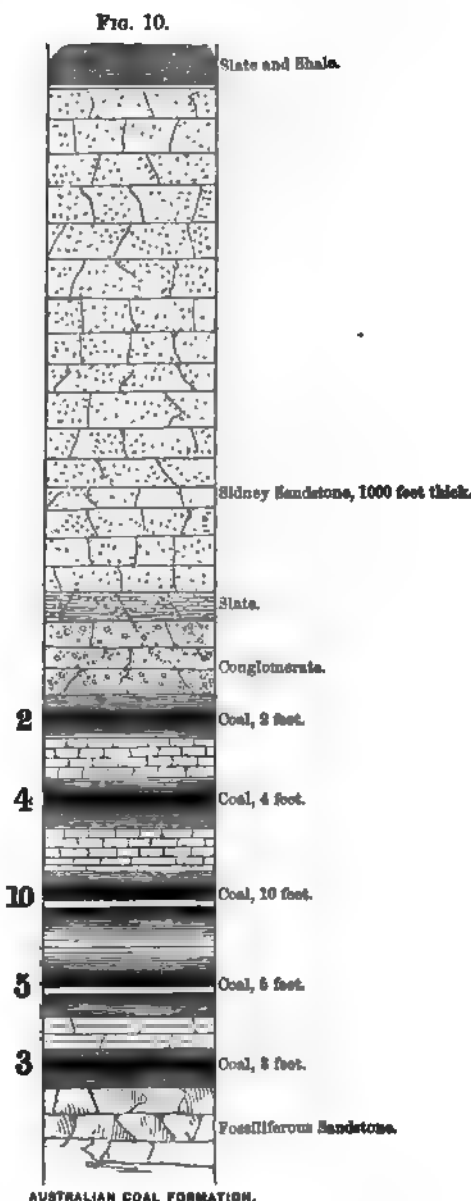 FIG. 10.
Slate and Shale.
Sidney Sandstone, 1000 feet thick.
Slate.
Conglomerate.
2 Coal, 2 feet.
4 Coal, 4 feet.
10 Coal, 10 feet.
5 Coal, 5 feet.
3 Coal, 3 feet.
Fossiliferous Sandstone.
AUSTRALIAN COAL FORMATION.